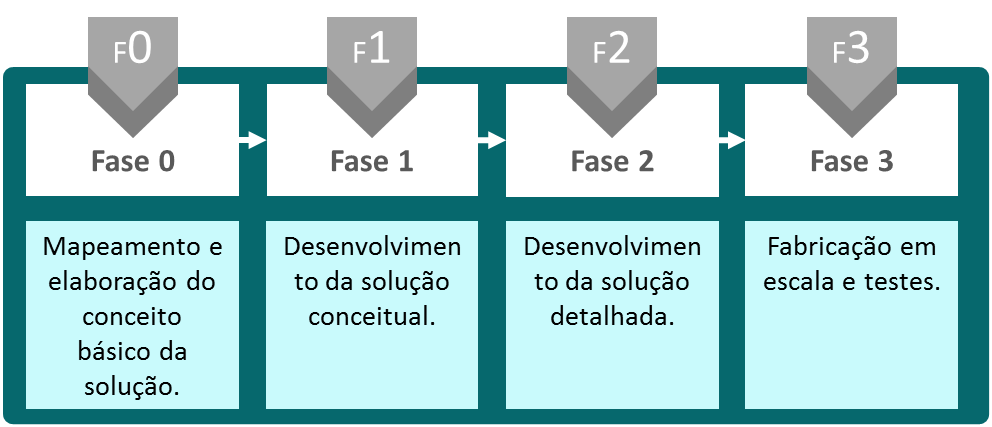 F0
F1
F2
F3
Fase 0
Fase 1
Fase 2
Fase 3
Mapeamento e
elaboração do
conceito
básico da
solução.
Desenvolvimen
to da solução
conceitual.
Desenvolvimen
to da solução
detalhada.
Fabricação em
escala e testes.